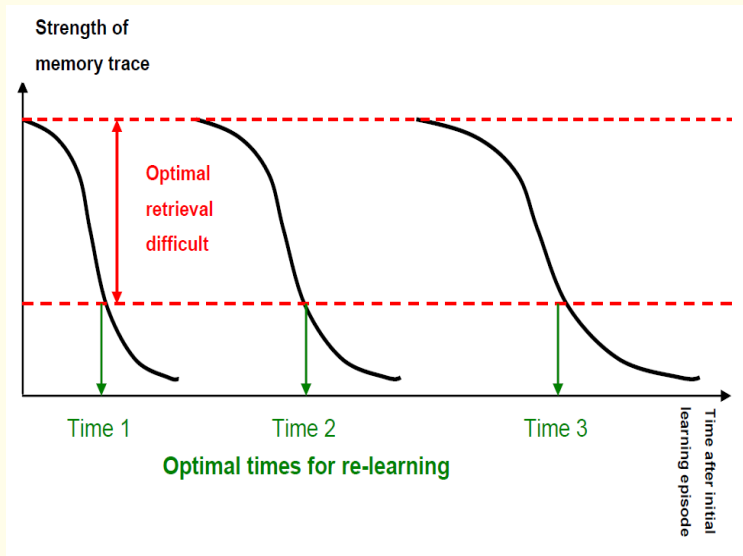 Strength of
memory trace
Optimal
retrieval
difficult
Time 1
Time 2
Time 3
Optimal times for re-learning
Time after initial
learning episode